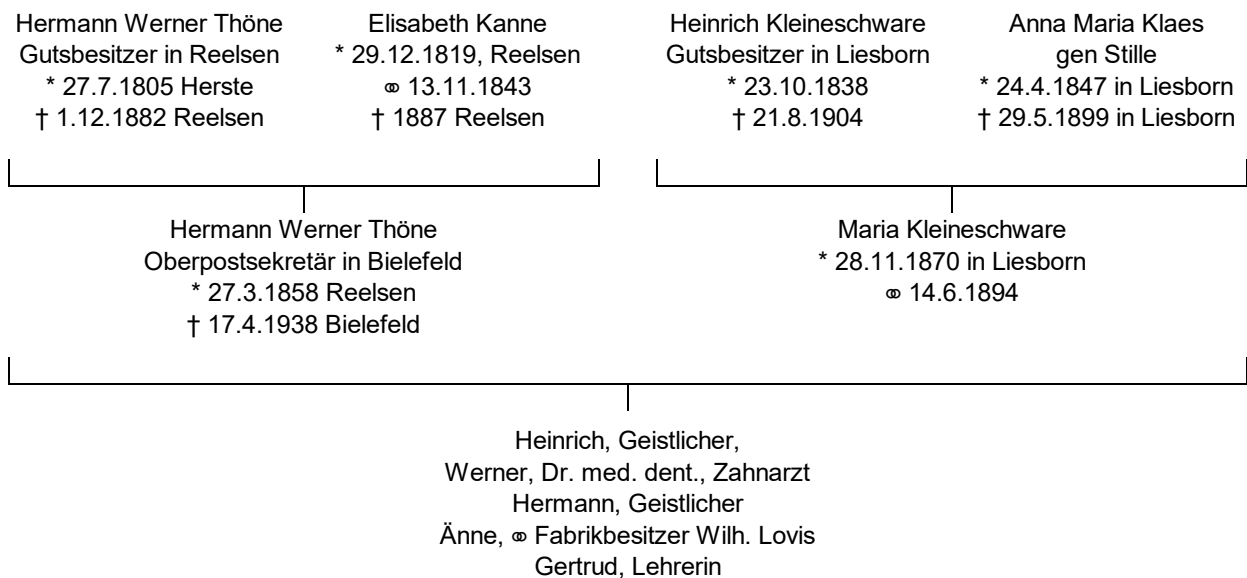 Hermann Werner Thöne
Gutsbesitzer in Reelsen
* 27.7.1805 Herste
† 1.12.1882 Reelsen
Elisabeth Kanne
* 29.12.1819, Reelsen
⚭ 13.11.1843
† 1887 Reelsen
Heinrich Kleineschware
Gutsbesitzer in Liesborn
* 23.10.1838
† 21.8.1904
Anna Maria Klaes
gen Stille
* 24.4.1847 in Liesborn
† 29.5.1899 in Liesborn
Hermann Werner Thöne
Oberpostsekretär in Bielefeld
* 27.3.1858 Reelsen
† 17.4.1938 Bielefeld
Maria Kleineschware
* 28.11.1870 in Liesborn
⚭ 14.6.1894
Heinrich, Geistlicher,
Werner, Dr. med. dent., Zahnarzt
Hermann, Geistlicher
Änne, ⚭ Fabrikbesitzer Wilh. Lovis
Gertrud, Lehrerin